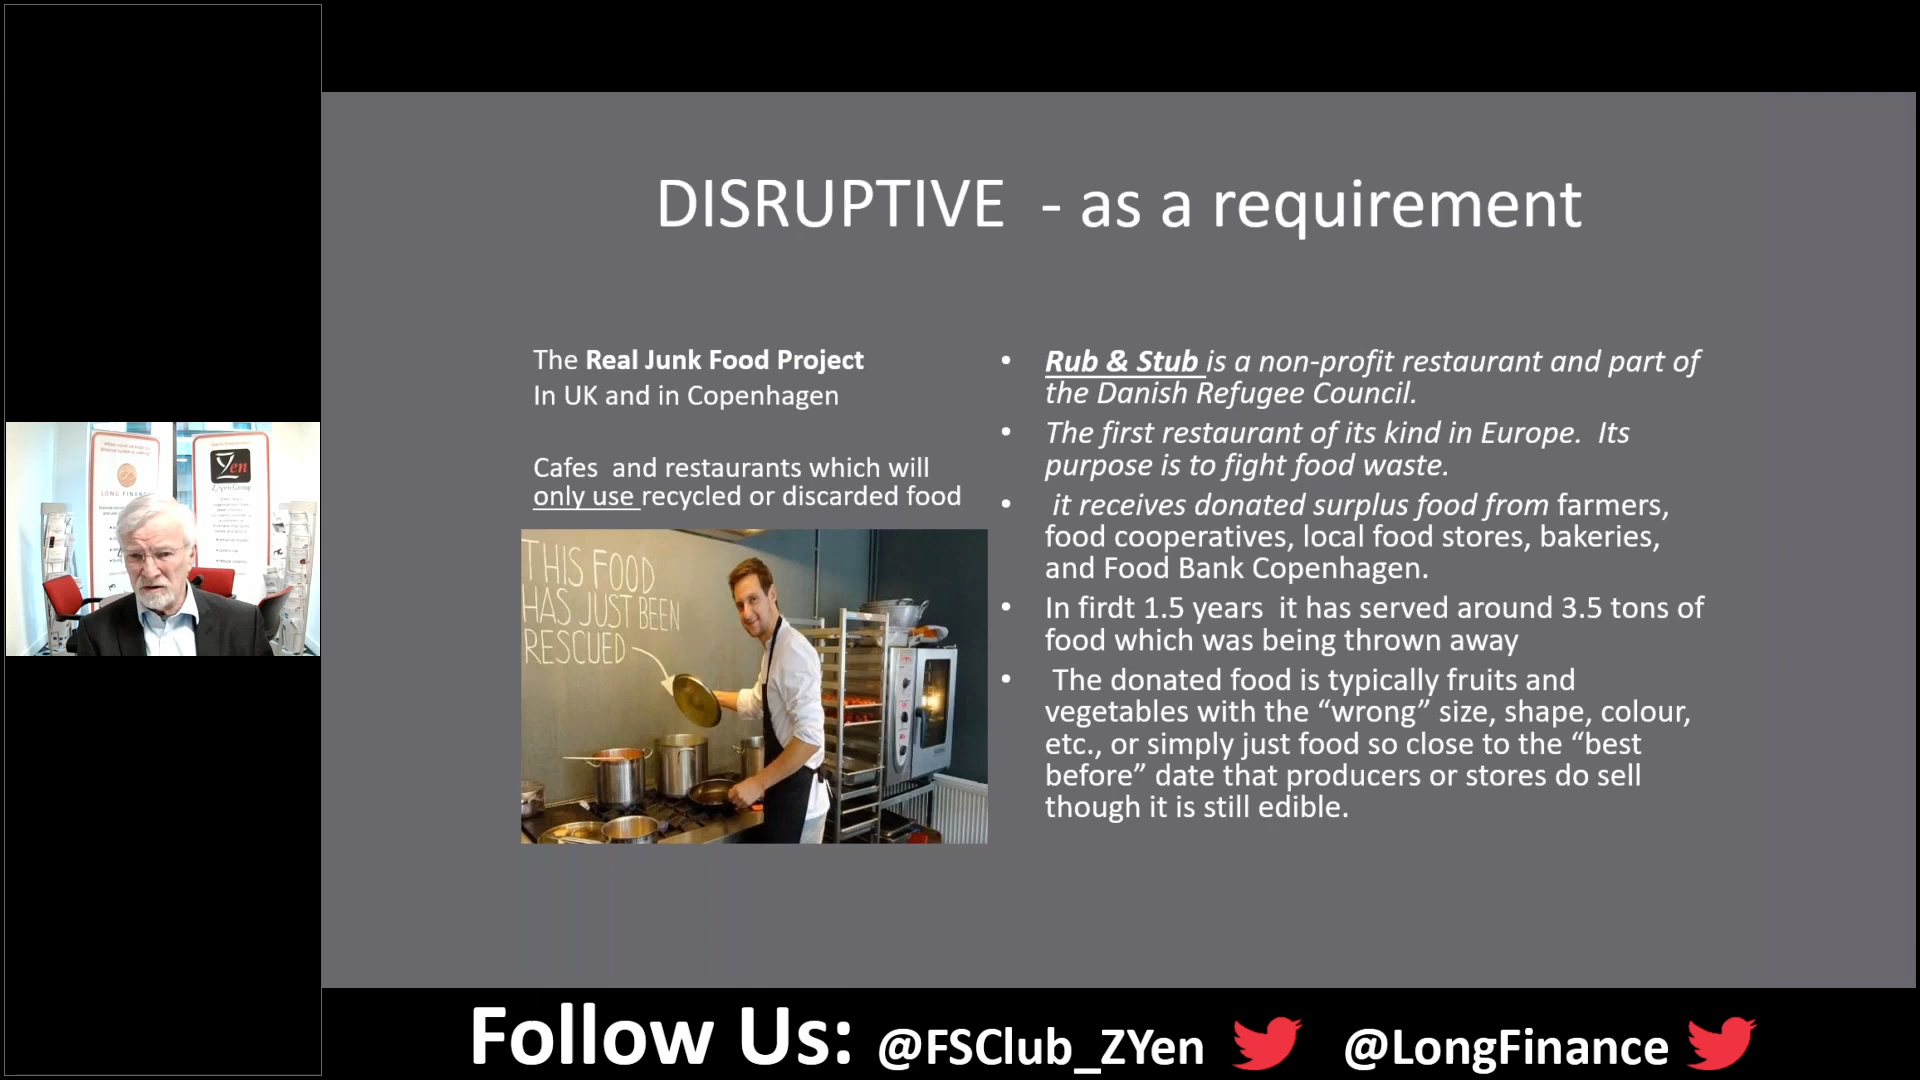 DISRUPTIVE - as a requirement
The Real Junk Food Project
In UK and in Copenhagen
Cafes and restaurants which will
only use recycled or discarded food
THIS FOOD
HAS JUST BEEN
RESCUED
• Rub & Stub is a non-profit restaurant and part of
the Danish Refugee Council.
• The first restaurant of its kind in Europe. Its
purpose is to fight food waste.
• it receives donated surplus food from farmers,
food cooperatives, local food stores, bakeries,
and Food Bank Copenhagen.
• In firdt 1.5 years it has served around 3.5 tons of
food which was being thrown away
• The donated food is typically fruits and
vegetables with the “wrong” size, shape, colour,
etc., or simply just food so close to the “best
before” date that producers or stores do sell
though it is still edible.
LONG FINANCE
Z/Yen
Z/Yen Group
Follow Us: @FSClub_ZYen @LongFinance